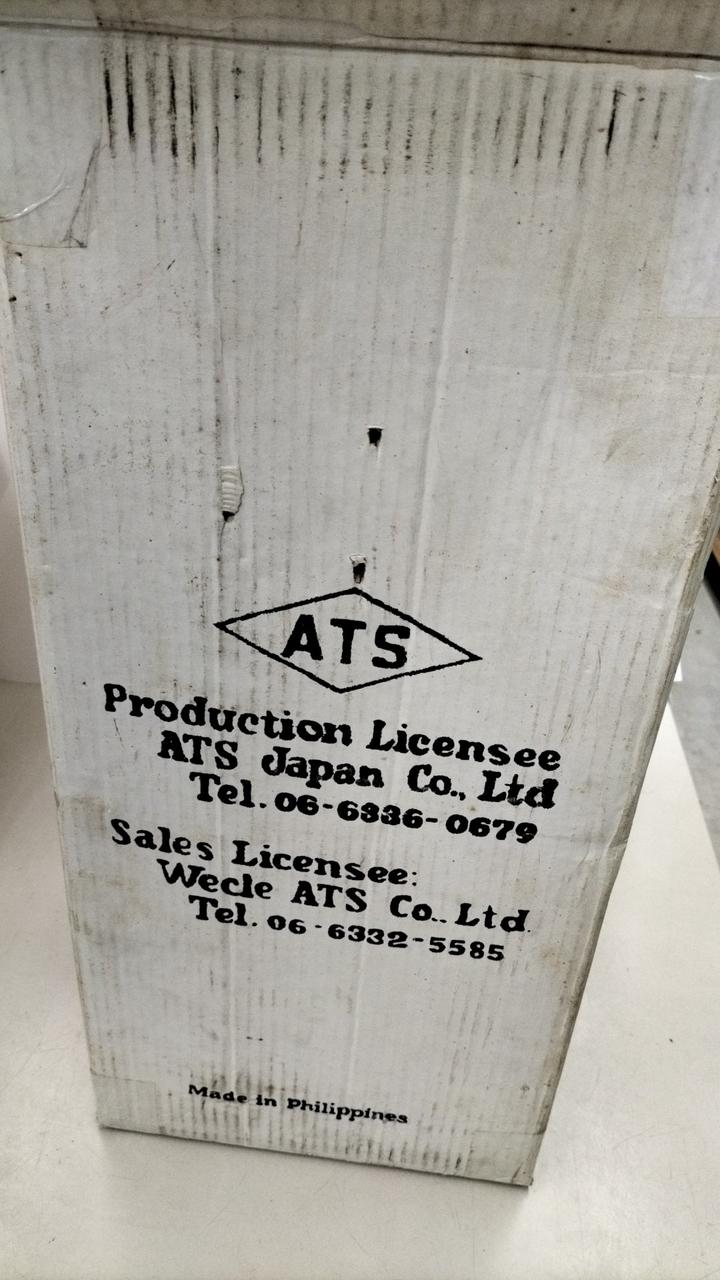 ATS
Production Licensee
ATS Japan Co., Ltd
Tel. 06-6336-0679
Sales Licensee:
Wecle ATS Co.. Ltd.
Tel. 06-6332-5585
Made in Philippines